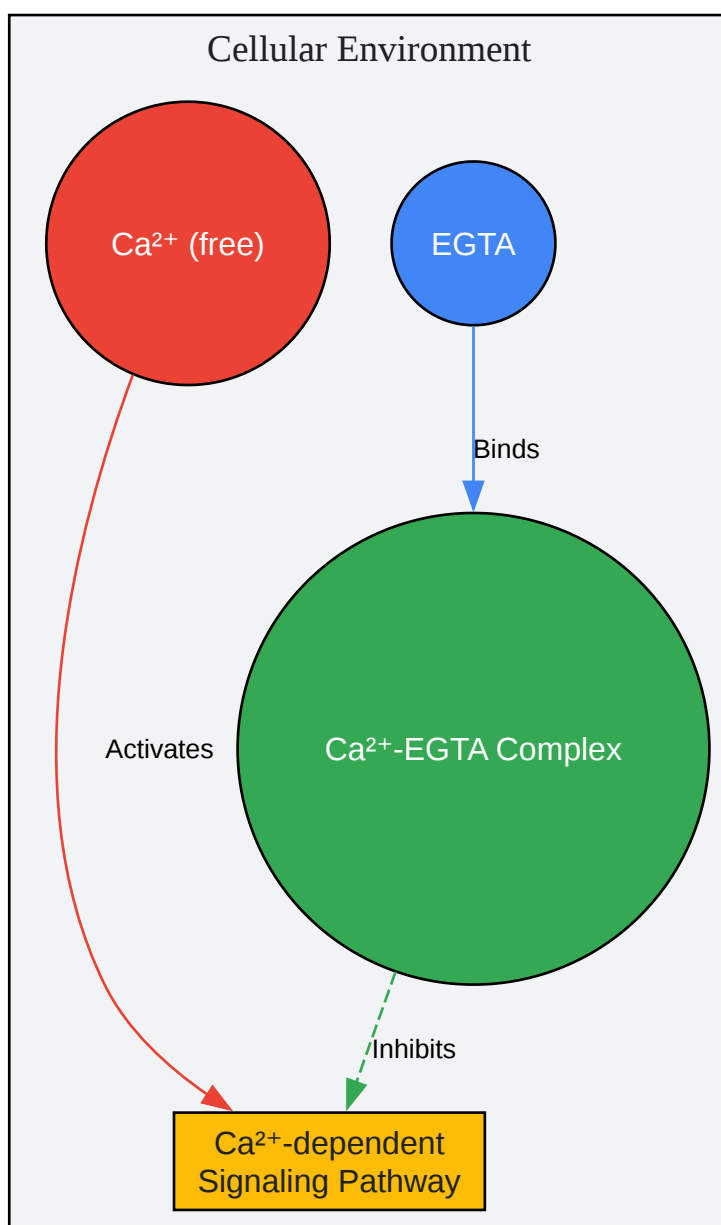 Cellular Environment
Ca²⁺ (free)
EGTA
Binds
Activates
Ca²⁺-EGTA Complex
Inhibits
Ca²⁺-dependent
Signaling Pathway